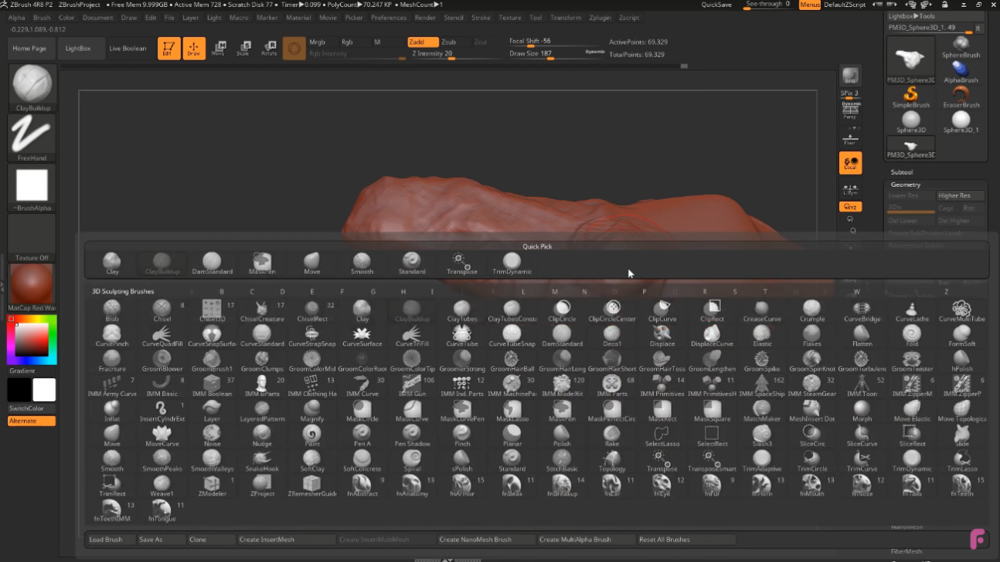 ZBrush 4R8 P2 ZBrushProject • Free Mem 9.999GB • Active Mem 728 • Scratch Disk 77 • Timer▶0.099 • PolyCount▶70.247 KP • MeshCount▶1 QuickSave See-through 0 Menus DefaultZScript
Alpha Brush Color Document Draw Edit File Layer Light Macro Marker Material Movie Picker Preferences Render Stencil Stroke Texture Tool Transform Zplugin Zscript
-0.229,1.089,-0.812
Home Page LightBox Live Boolean Edit Draw Move Scale Rotate Mrgb Rgb M Zadd Zsub Zcut Focal Shift -56 ActivePoints: 69,329
Rgb Intensity Z Intensity 20 Draw Size 187 Dynamic TotalPoints: 69,329
Lightbox▶Tools
PM3D_Sphere3D_1. 49 R
SphereBrush
PM3D_Sphere3D AlphaBrush
SimpleBrush EraserBrush
Sphere3D Sphere3D_1
PM3D_Sphere3D
Subtool
Geometry
Lower Res Higher Res
SDiv Cage Rstr
Del Lower Del Higher
Freeze SubDivision Levels
BPR
SPix 3
Dynamic
Persp
Floor
Local
L.Sym
ClayBuildup
FreeHand
~BrushAlpha
Texture Off
MatCap Red Wa
Gradient
SwitchColor
Alternate
Quick Pick
Clay ClayBuildup DamStandard MaskPen Move Smooth Standard Transpose TrimDynamic
3D Sculpting Brushes A B C D E F G H I L M N O P R S T W Z
8 17 17 32
Blob Chisel Chisel3D ChiselCreature ChiselRect Clay ClayBuildup ClayTubes ClayTubesConstu ClipCircle ClipCircleCenter ClipCurve ClipRect CreaseCurve Crumple CurveBridge CurveLathe CurveMultiTube
CurvePinch CurveQuadFill CurveSnapSurfa CurveStandard CurveStrapSnap CurveSurface CurveTriFill CurveTube CurveTubeSnap DamStandard Deco1 Displace DisplaceCurve Elastic Flakes Flatten Fold FormSoft
Fracture GroomBlower GroomBrush1 GroomClumps GroomColorMid GroomColorRoot GroomColorTip GroomerStrong GroomHairBall GroomHairLong GroomHairShort GroomHairToss GroomLengthen GroomSpike GroomSpinKnot GroomTurbulenc GroomTwister hPolish
7 8 37 20 13 30 106 12 30 120 68 14 11 162 32 52 6 6
IMM Army Curve IMM Basic IMM Boolean IMM BParts IMM Clothing Ha IMM Curve IMM Gun IMM Ind. Parts IMM MachinePa IMM ModelKit IMM Parts IMM Primitives IMM PrimitivesH IMM SpaceShip IMM SteamGear IMM Toon IMM ZipperM IMM ZipperP
1
Inflat InsertCylndrExt Layer LayeredPattern Magnify MaskCircle MaskCurve MaskCurvePen MaskLasso MaskPen MaskPerfectCirc MaskRect MaskSquare MatchMaker MeshInsert Dot Morph Move Elastic Move Topologica
Move MoveCurve Noise Nudge Paint Pen A Pen Shadow Pinch Planar Polish Rake SelectLasso SelectRect Slash3 SliceCirc SliceCurve SliceRect Slide
Smooth SmoothPeaks SmoothValleys SnakeHook SoftClay SoftConcrete Spiral sPolish Standard StitchBasic Topology Transpose TransposeSmart TrimAdaptive TrimCircle TrimCurve TrimDynamic TrimLasso
1 9 13 15 11 14 11 12 13 13 14 12 11 15
TrimRect Weave1 ZModeler ZProject ZRemesherGuid fnAbstract fnAnatomy fnArmor fnBeak fnBreakup fnEar fnEye fnFur fnHorn fnMouth fnNose fnTails fnTeeth
13 11
fnTeethIMM fnTongue
Load Brush Save As Clone Create InsertMesh Create InsertMultiMesh Create NanoMesh Brush Create MultiAlpha Brush Reset All Brushes
NanoMesh
FiberMesh